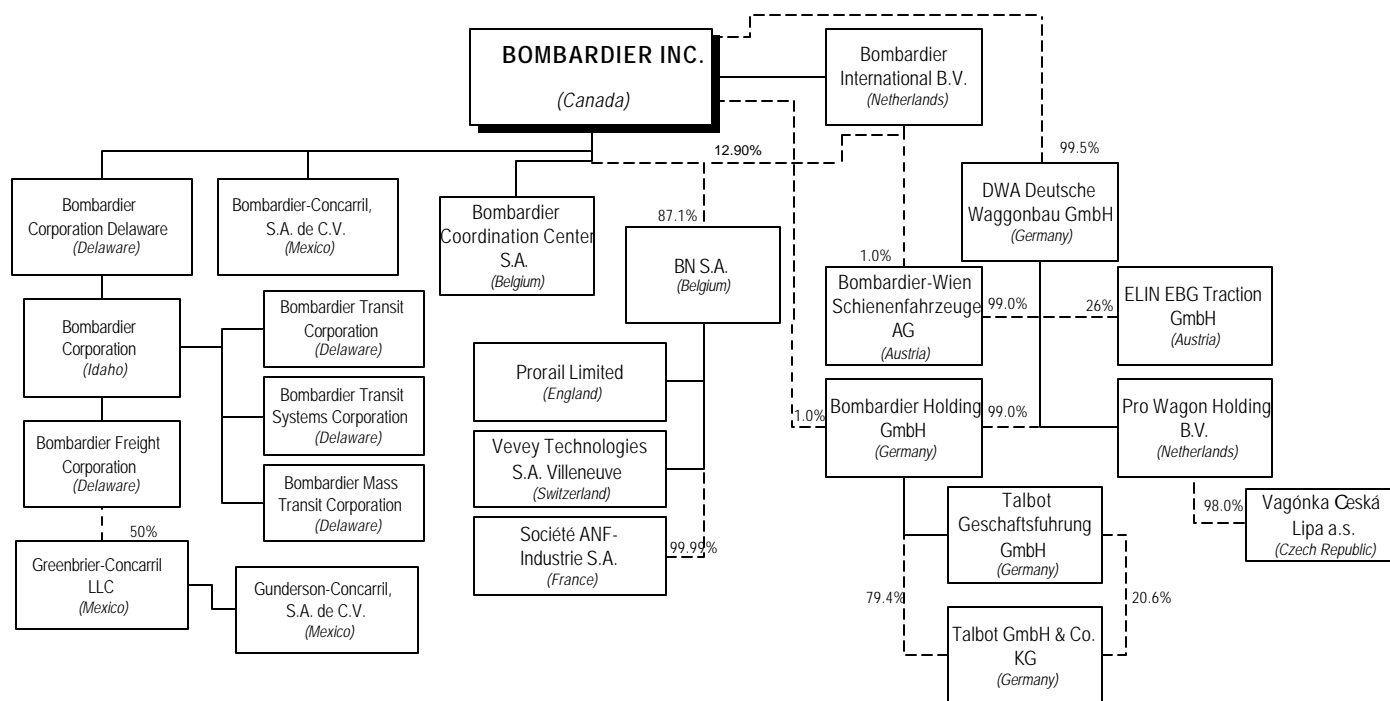 BOMBARDIER INC.
(Canada)
Bombardier
International B.V.
(Netherlands)
12.90%
99.5%
Bombardier
Corporation Delaware
(Delaware)
Bombardier-Concarril,
S.A. de C.V.
(Mexico)
Bombardier
Coordination Center
S.A.
(Belgium)
87.1%
BN S.A.
(Belgium)
DWA Deutsche
Waggonbau GmbH
(Germany)
1.0%
Bombardier-Wien
Schienenfahrzeuge
AG
(Austria)
99.0%
26%
ELIN EBG Traction
GmbH
(Austria)
Bombardier
Corporation
(Idaho)
Bombardier Transit
Corporation
(Delaware)
Bombardier Transit
Systems Corporation
(Delaware)
Bombardier Mass
Transit Corporation
(Delaware)
Prorail Limited
(England)
Vevey Technologies
S.A. Villeneuve
(Switzerland)
Société ANF-
Industrie S.A.
(France)
99.99%
1.0%
Bombardier Holding
GmbH
(Germany)
99.0%
Pro Wagon Holding
B.V.
(Netherlands)
Bombardier Freight
Corporation
(Delaware)
50%
Greenbrier-Concarril
LLC
(Mexico)
Gunderson-Concarril,
S.A. de C.V.
(Mexico)
Talbot
Geschaftsfuhrung
GmbH
(Germany)
98.0%
Vagónka Ceská
Lipa a.s.
(Czech Republic)
79.4%
20.6%
Talbot GmbH & Co.
KG
(Germany)